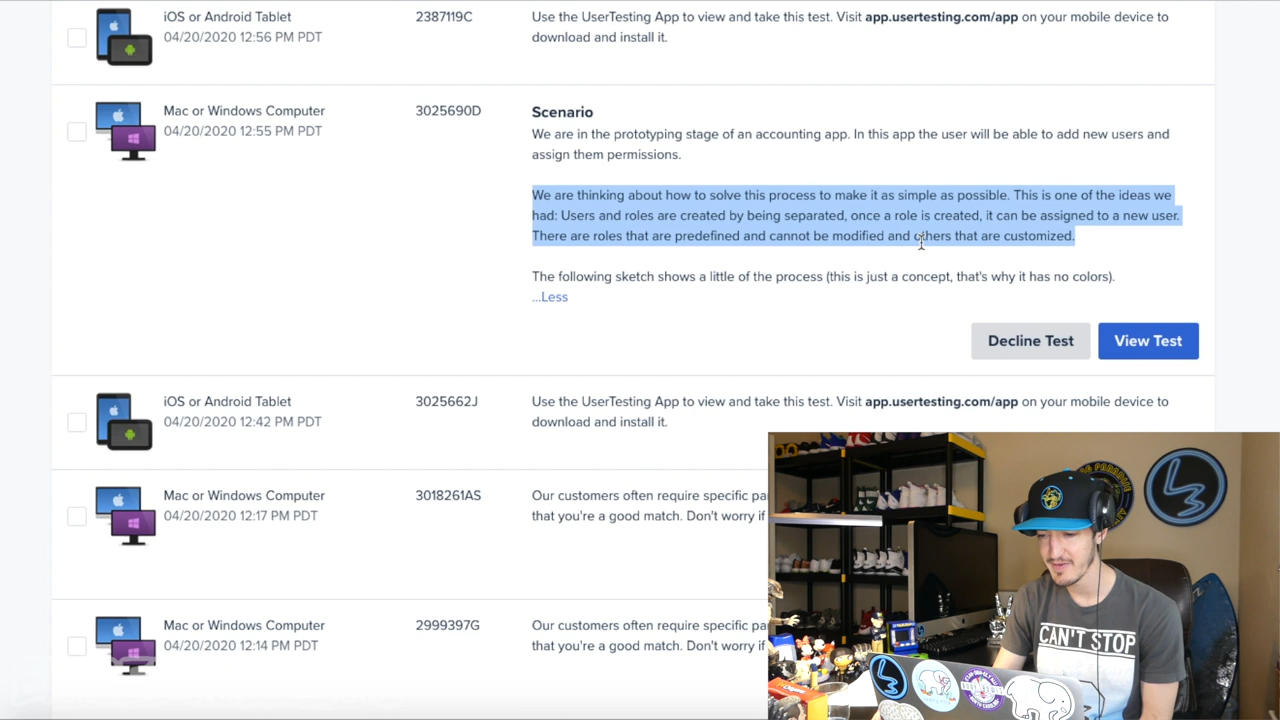 iOS or Android Tablet
04/20/2020 12:56 PM PDT
2387119C
Use the UserTesting App to view and take this test. Visit app.usertesting.com/app on your mobile device to
download and install it.
Mac or Windows Computer
04/20/2020 12:55 PM PDT
3025690D
Scenario
We are in the prototyping stage of an accounting app. In this app the user will be able to add new users and
assign them permissions.
We are thinking about how to solve this process to make it as simple as possible. This is one of the ideas we
had: Users and roles are created by being separated, once a role is created, it can be assigned to a new user.
There are roles that are predefined and cannot be modified and others that are customized.
The following sketch shows a little of the process (this is just a concept, that's why it has no colors).
...Less
Decline Test
View Test
iOS or Android Tablet
04/20/2020 12:42 PM PDT
3025662J
Use the UserTesting App to view and take this test. Visit app.usertesting.com/app on your mobile device to
download and install it.
Mac or Windows Computer
04/20/2020 12:17 PM PDT
3018261AS
Our customers often require specific pa
that you're a good match. Don't worry if
Mac or Windows Computer
04/20/2020 12:14 PM PDT
2999397G
Our customers often require specific pa
that you're a good match. Don't worry if
CAN'T STOP